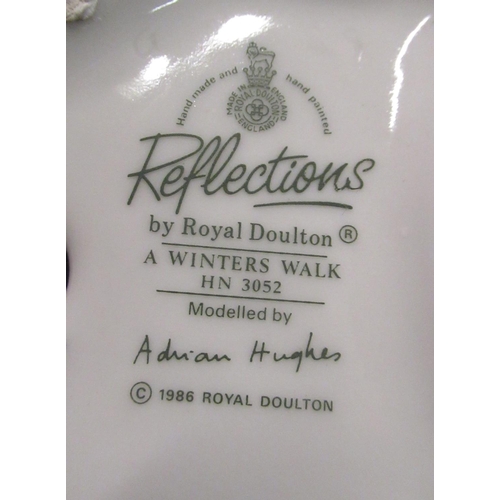 Hand made and hand painted
MADE IN ENGLAND
ROYAL DOULTON
ENGLAND
Reflections
by Royal Doulton ®
A WINTERS WALK
HN 3052
Modelled by
Adrian Hughes
© 1986 ROYAL DOULTON